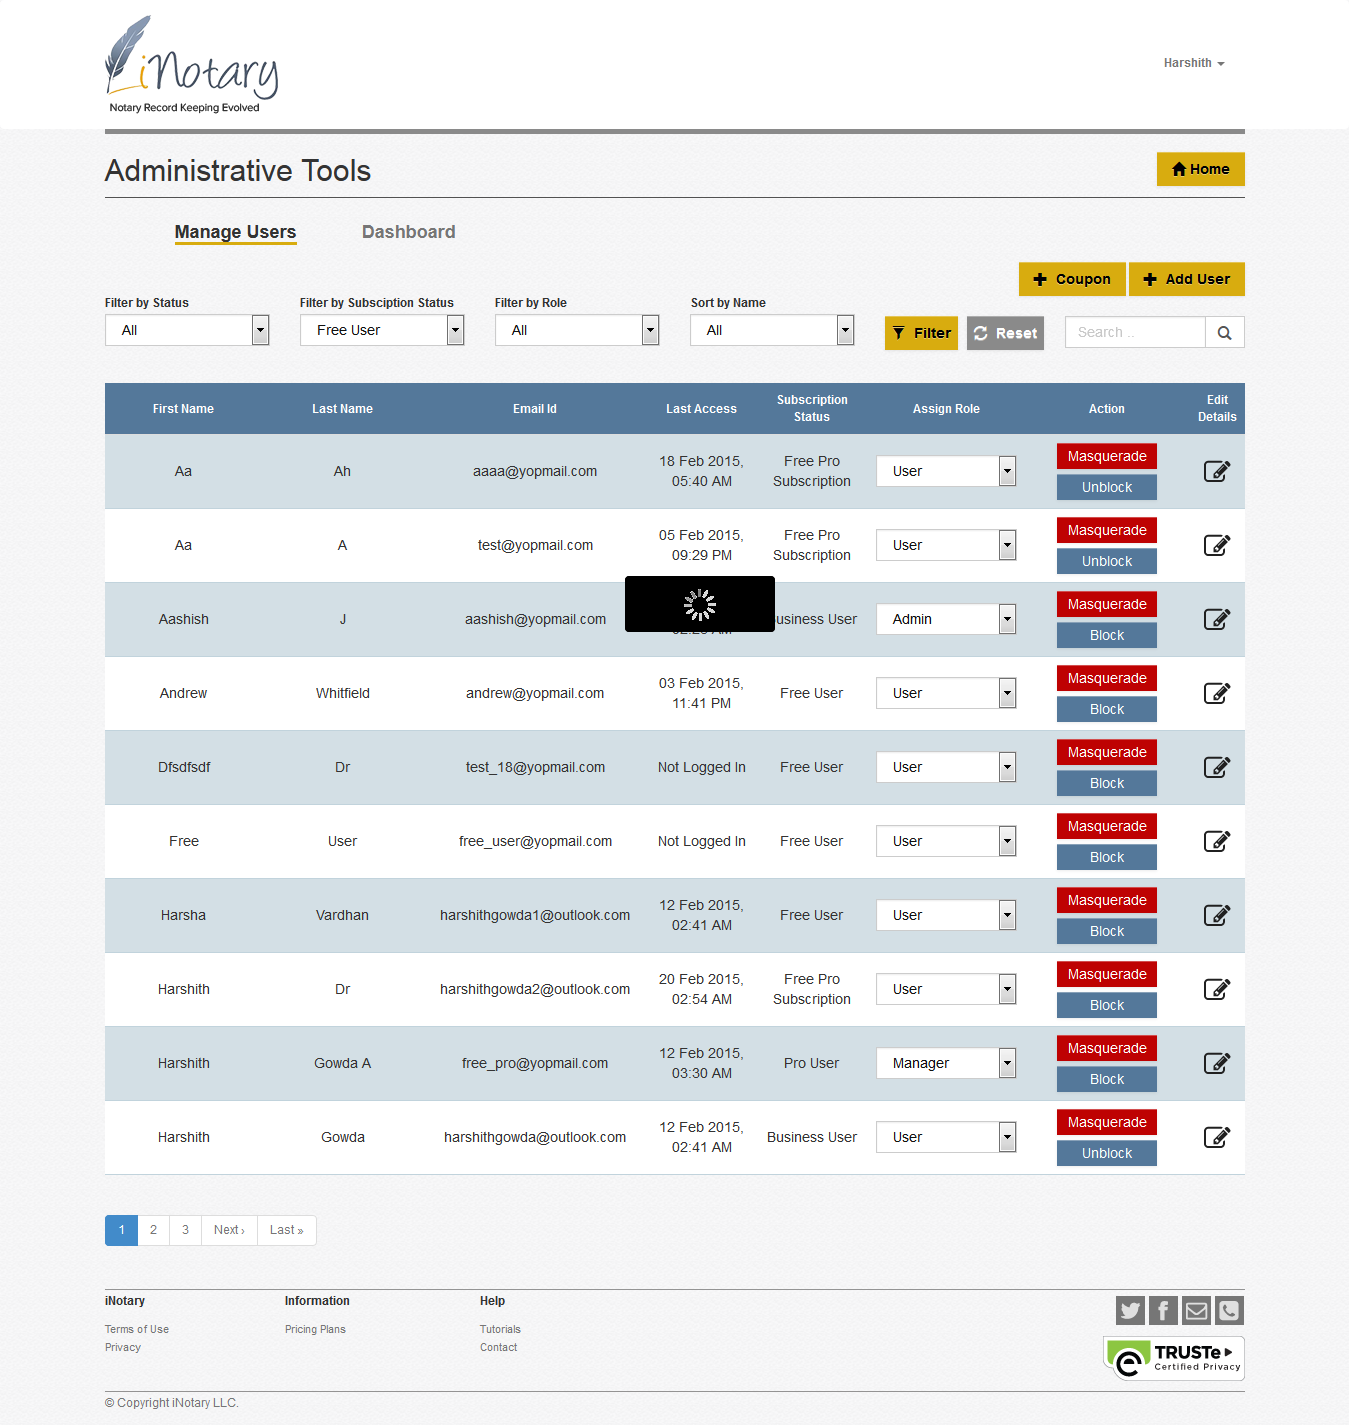 iNotary
Notary Record Keeping Evolved
Harshith
Administrative Tools
Home
Manage Users
Dashboard
Coupon
Add User
Filter by Status
Filter by Subsciption Status
Filter by Role
Sort by Name
All
Free User
All
All
Filter
Reset
Search ..
First Name
Last Name
Email Id
Last Access
Subscription
Status
Assign Role
Action
Edit
Details
Aa
Ah
aaaa@yopmail.com
18 Feb 2015,
05:40 AM
Free Pro
Subscription
User
Masquerade
Unblock
Aa
A
test@yopmail.com
05 Feb 2015,
09:29 PM
Free Pro
Subscription
User
Masquerade
Unblock
Aashish
J
aashish@yopmail.com
User
Admin
Masquerade
Block
Andrew
Whitfield
andrew@yopmail.com
03 Feb 2015,
11:41 PM
Free User
User
Masquerade
Block
Dfsdfsdf
Dr
test_18@yopmail.com
Not Logged In
Free User
User
Masquerade
Block
Free
User
free_user@yopmail.com
Not Logged In
Free User
User
Masquerade
Block
Harsha
Vardhan
harshithgowda1@outlook.com
12 Feb 2015,
02:41 AM
Free User
User
Masquerade
Block
Harshith
Dr
harshithgowda2@outlook.com
20 Feb 2015,
02:54 AM
Free Pro
Subscription
User
Masquerade
Block
Harshith
Gowda A
free_pro@yopmail.com
12 Feb 2015,
03:30 AM
Pro User
Manager
Masquerade
Block
Harshith
Gowda
harshithgowda@outlook.com
12 Feb 2015,
02:41 AM
Business User
User
Masquerade
Unblock
1 2 3 Next › Last »
iNotary
Information
Help
Terms of Use
Pricing Plans
Tutorials
Privacy
Contact
TRUSTe
Certified Privacy
© Copyright iNotary LLC.